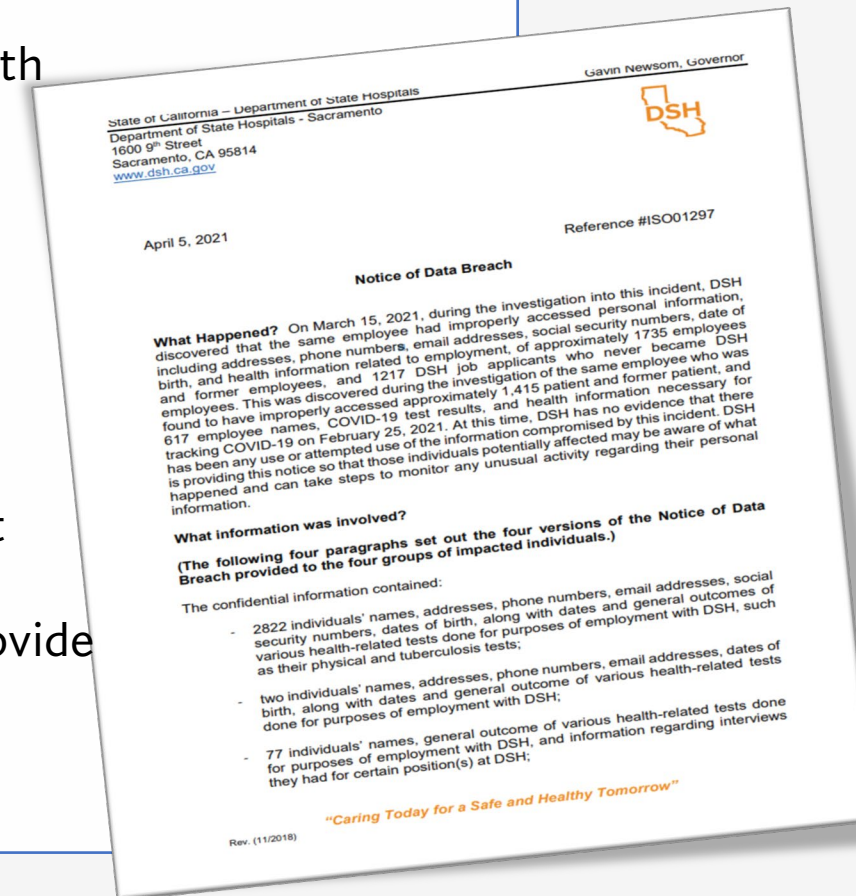 th
State of California – Department of State Hospitals
Gavin Newsom, Governor
Department of State Hospitals - Sacramento
1600 9th Street
Sacramento, CA 95814
www.dsh.ca.gov
DSH
April 5, 2021
Reference #ISO01297
Notice of Data Breach
What Happened? On March 15, 2021, during the investigation into this incident, DSH
discovered that the same employee had improperly accessed personal information,
including addresses, phone numbers, email addresses, social security numbers, date of
birth, and health information related to employment, of approximately 1735 employees
and former employees, and 1217 DSH job applicants who never became DSH
employees. This was discovered during the investigation of the same employee who was
found to have improperly accessed approximately 1,415 patient and former patient, and
617 employee names, COVID-19 test results, and health information necessary for
tracking COVID-19 on February 25, 2021. At this time, DSH has no evidence that there
has been any use or attempted use of the information compromised by this incident. DSH
is providing this notice so that those individuals potentially affected may be aware of what
happened and can take steps to monitor any unusual activity regarding their personal
information.
What information was involved?
(The following four paragraphs set out the four versions of the Notice of Data
Breach provided to the four groups of impacted individuals.)
The confidential information contained:
- 2822 individuals' names, addresses, phone numbers, email addresses, social
security numbers, dates of birth, along with dates and general outcomes of
various health-related tests done for purposes of employment with DSH, such
as their physical and tuberculosis tests;
- two individuals' names, addresses, phone numbers, email addresses, dates of
birth, along with dates and general outcome of various health-related tests
done for purposes of employment with DSH;
- 77 individuals' names, general outcome of various health-related tests done
for purposes of employment with DSH, and information regarding interviews
they had for certain position(s) at DSH;
"Caring Today for a Safe and Healthy Tomorrow"
Rev. (11/2018)
t
ovide